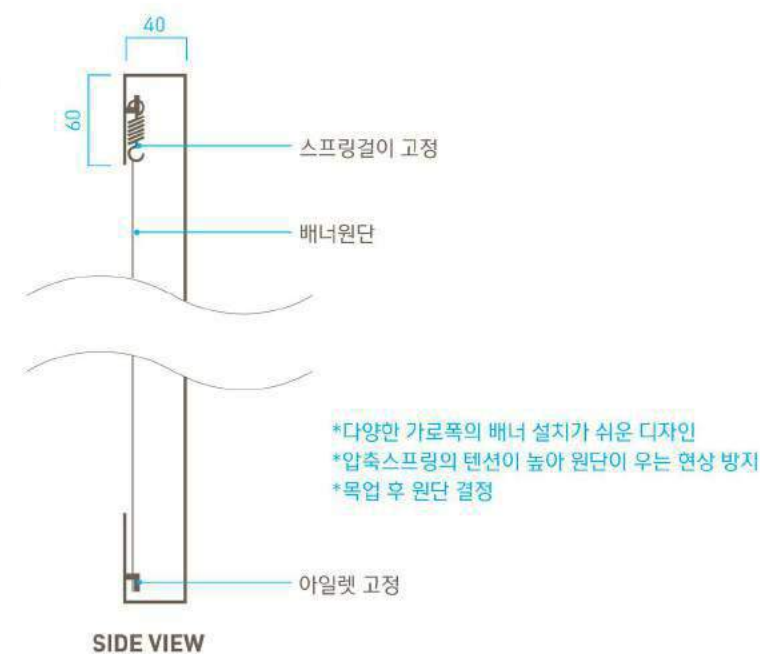 40
60
스프링걸이 고정
배너원단
*다양한 가로폭의 배너 설치가 쉬운 디자인
*압축스프링의 텐션이 높아 원단이 우는 현상 방지
*목업 후 원단 결정
아일렛 고정
SIDE VIEW